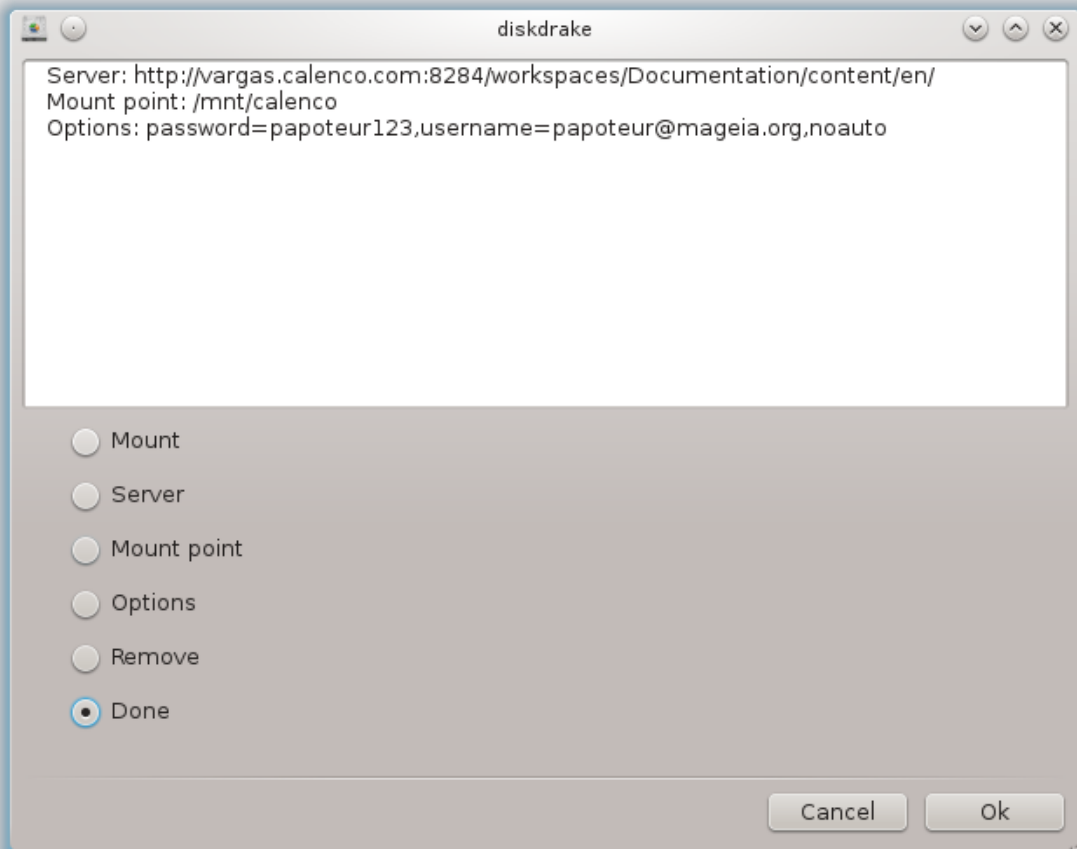 diskdrake
Server: http://vargas.calenco.com:8284/workspaces/Documentation/content/en/
Mount point: /mnt/calenco
Options: password=papoteur123,username=papoteur@mageia.org,noauto
Mount
Server
Mount point
Options
Remove
Done
Cancel Ok